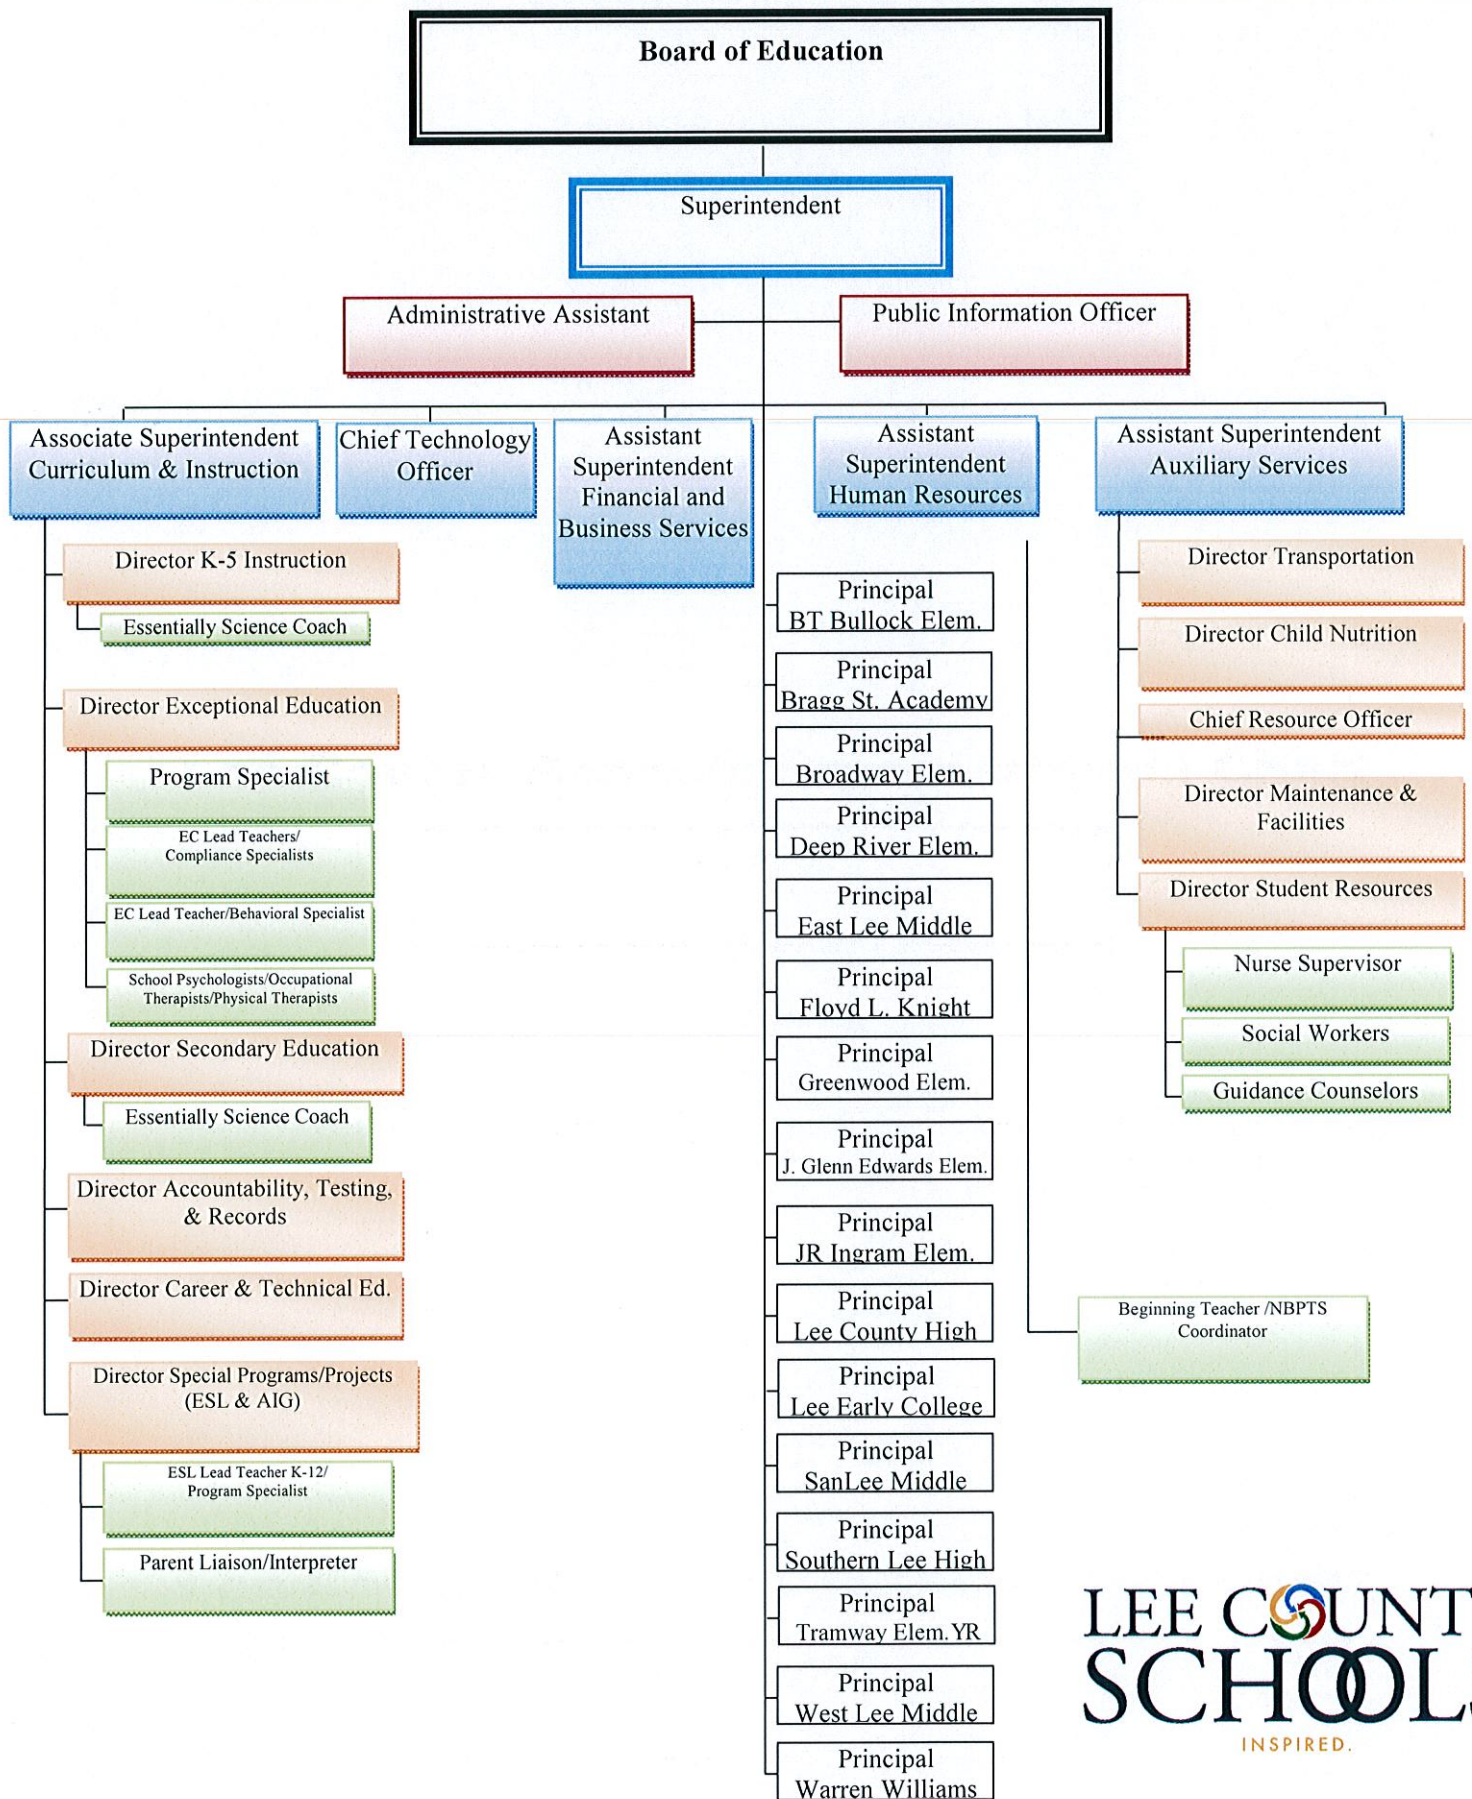 Board of Education
Superintendent
Administrative Assistant
Public Information Officer
Associate Superintendent
Curriculum & Instruction
Chief Technology
Officer
Assistant
Superintendent
Financial and
Business Services
Assistant
Superintendent
Human Resources
Assistant Superintendent
Auxiliary Services
Director K-5 Instruction
Essentially Science Coach
Director Exceptional Education
Program Specialist
EC Lead Teachers/
Compliance Specialists
EC Lead Teacher/Behavioral Specialist
School Psychologists/Occupational
Therapists/Physical Therapists
Director Secondary Education
Essentially Science Coach
Director Accountability, Testing,
& Records
Director Career & Technical Ed.
Director Special Programs/Projects
(ESL & AIG)
ESL Lead Teacher K-12/
Program Specialist
Parent Liaison/Interpreter
Principal
BT Bullock Elem.
Principal
Bragg St. Academy
Principal
Broadway Elem.
Principal
Deep River Elem.
Principal
East Lee Middle
Principal
Floyd L. Knight
Principal
Greenwood Elem.
Principal
J. Glenn Edwards Elem.
Principal
JR Ingram Elem.
Principal
Lee County High
Principal
Lee Early College
Principal
SanLee Middle
Principal
Southern Lee High
Principal
Tramway Elem.YR
Principal
West Lee Middle
Principal
Warren Williams
Beginning Teacher /NBPTS
Coordinator
Director Transportation
Director Child Nutrition
Chief Resource Officer
Director Maintenance &
Facilities
Director Student Resources
Nurse Supervisor
Social Workers
Guidance Counselors
LEE COUNT
SCHOOLS
INSPIRED.